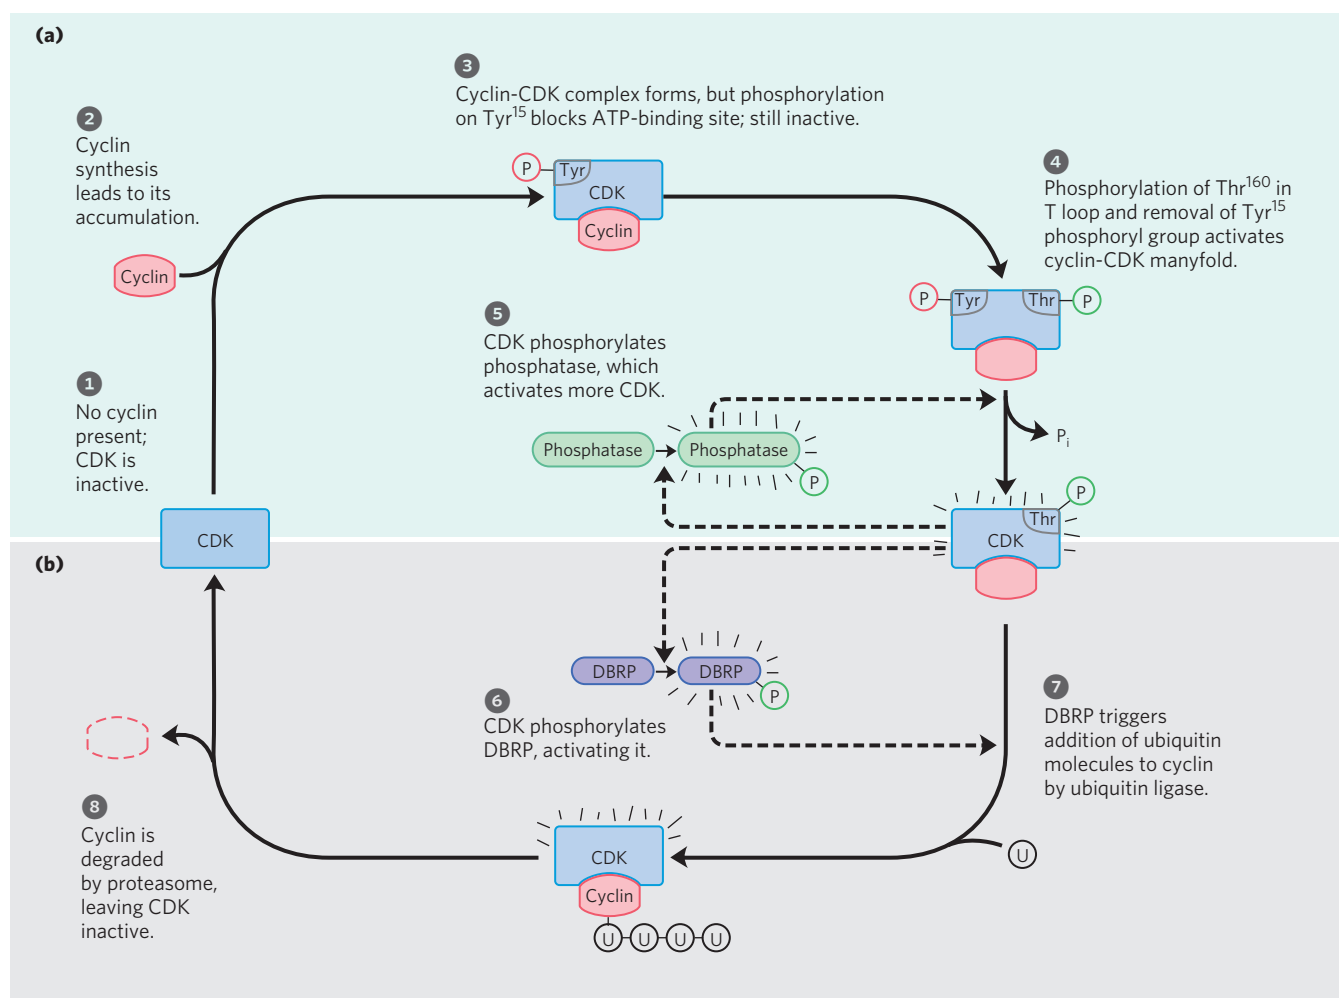 (a)
3
Cyclin-CDK complex forms, but phosphorylation
on Tyr15 blocks ATP-binding site; still inactive.
2
Cyclin
synthesis
leads to its
accumulation.
Cyclin
P
Tyr
CDK
Cyclin
4
Phosphorylation of Thr160 in
T loop and removal of Tyr15
phosphoryl group activates
cyclin-CDK manyfold.
P
Tyr
Thr
P
5
CDK phosphorylates
phosphatase, which
activates more CDK.
1
No cyclin
present;
CDK is
inactive.
Phosphatase
Phosphatase
P
Pi
P
Thr
CDK
CDK
(b)
DBRP
DBRP
P
6
CDK phosphorylates
DBRP, activating it.
7
DBRP triggers
addition of ubiquitin
molecules to cyclin
by ubiquitin ligase.
8
Cyclin is
degraded
by proteasome,
leaving CDK
inactive.
CDK
Cyclin
U
U U U U